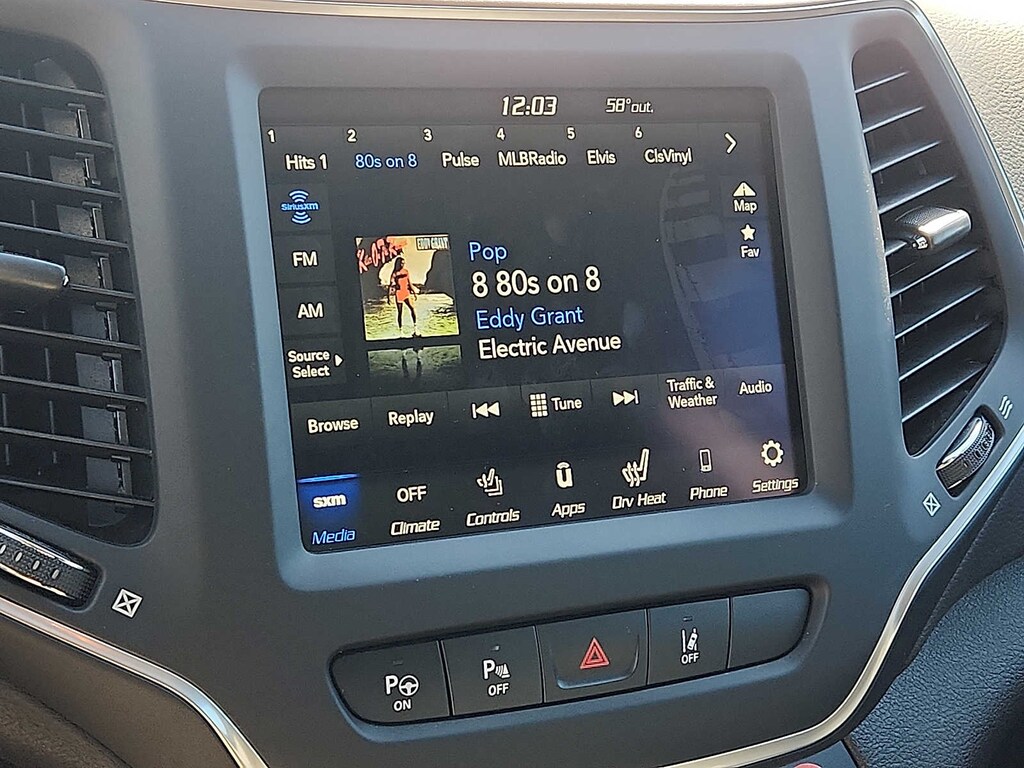 12:03 58° out.
1 2 3 4 5 6
Hits 1 80s on 8 Pulse MLBRadio Elvis ClsVinyl
SiriusXM
Map
Fav
FM
AM
Source
Select
EDDY GRANT
Pop
8 80s on 8
Eddy Grant
Electric Avenue
Browse Replay Tune
Traffic &
Weather
Audio
sxm
Media
OFF
Climate
Controls
Apps
Drv Heat
Phone
Settings
P
ON
P
OFF
OFF